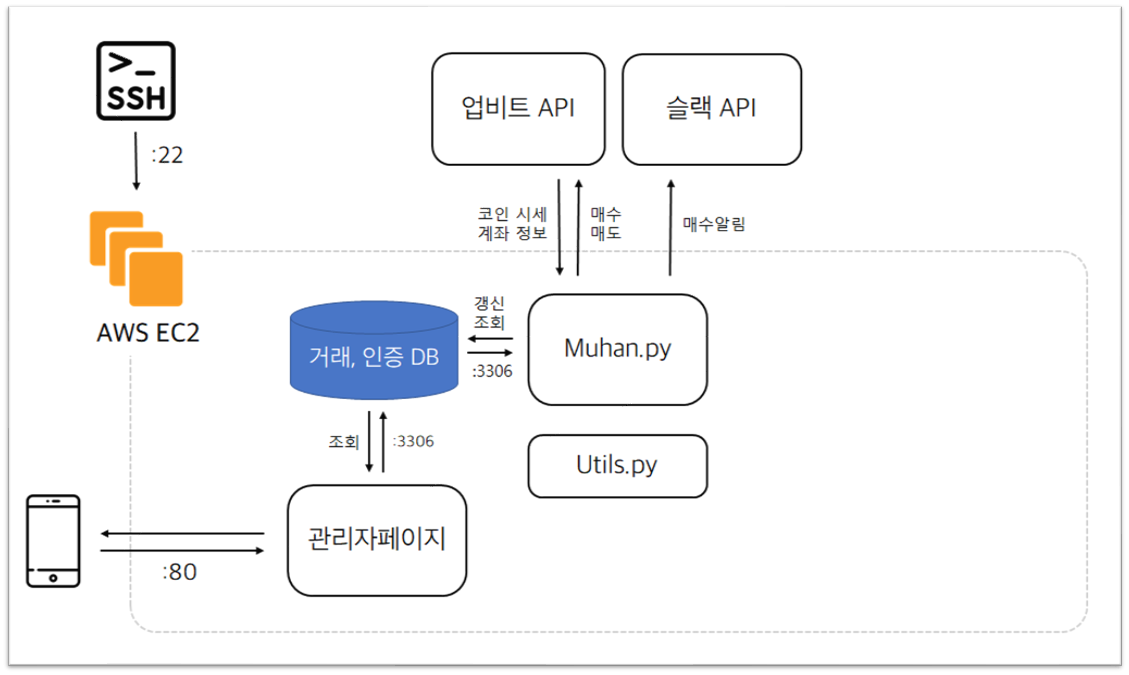 >_
SSH
:22
업비트 API
슬랙 API
코인 시세
계좌 정보
매수
매도
매수알림
AWS EC2
거래, 인증 DB
갱신
조회
:3306
Muhan.py
조회
:3306
Utils.py
관리자페이지
:80